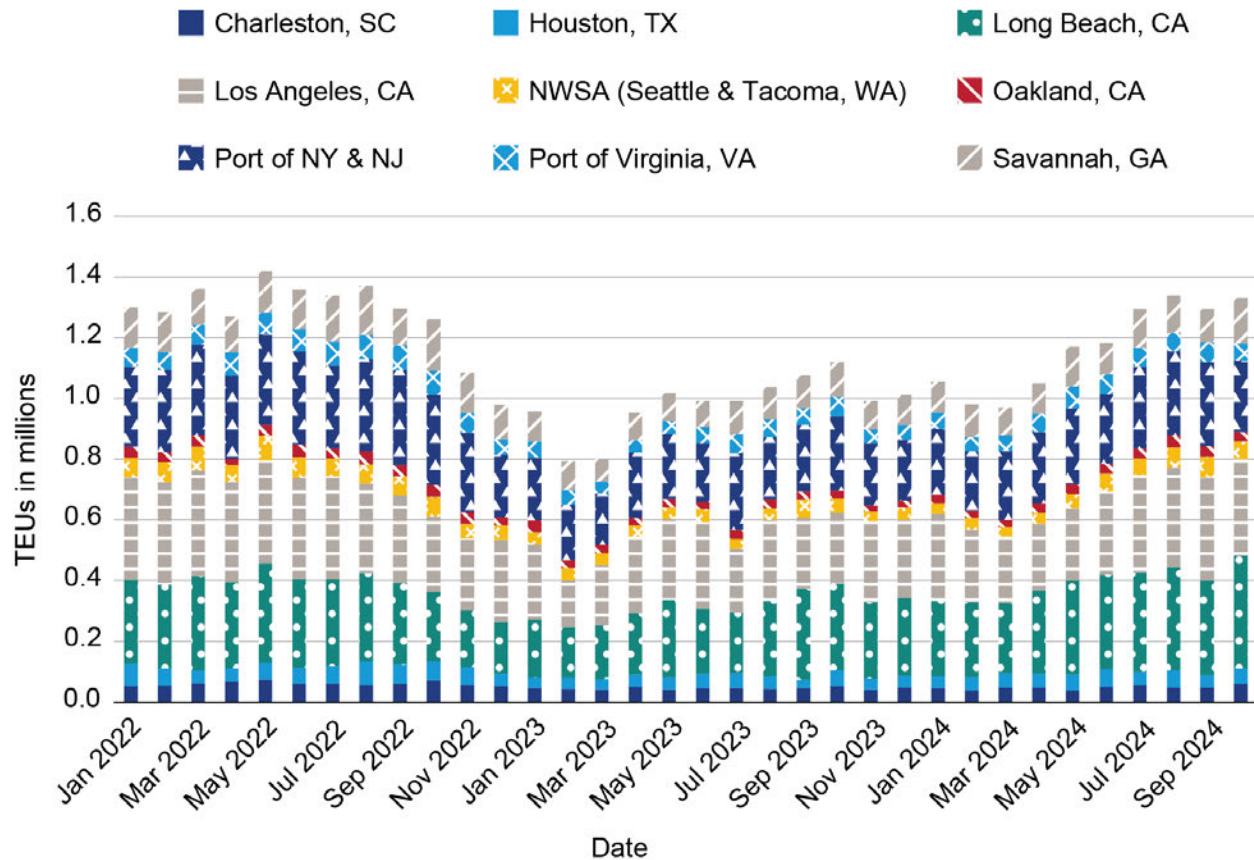 Charleston, SC Houston, TX Long Beach, CA
Los Angeles, CA NWSA (Seattle & Tacoma, WA) Oakland, CA
Port of NY & NJ Port of Virginia, VA Savannah, GA
TEUs in millions
1.6
1.4
1.2
1.0
0.8
0.6
0.4
0.2
0.0
Jan 2022
Mar 2022
May 2022
Jul 2022
Sep 2022
Nov 2022
Jan 2023
Mar 2023
May 2023
Jul 2023
Sep 2023
Nov 2023
Jan 2024
Mar 2024
May 2024
Jul 2024
Sep 2024
Date